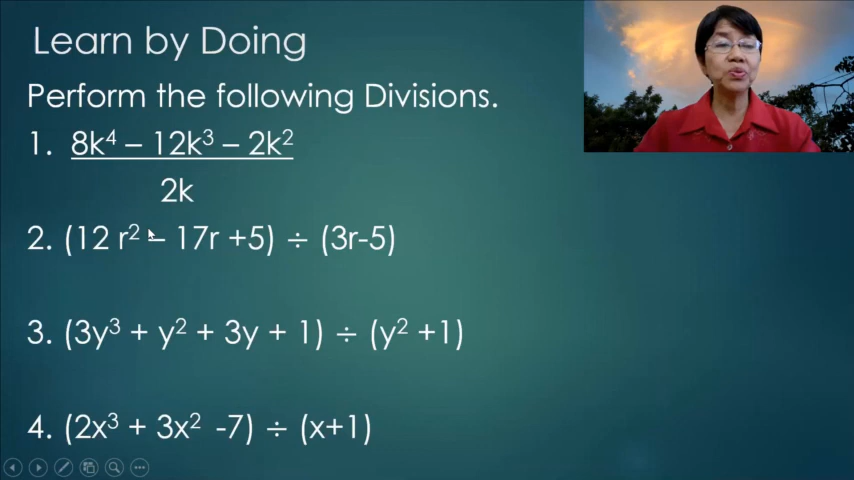 Learn by Doing
Perform the following Divisions.
1. 8k⁴ – 12k³ – 2k²
2k
2. (12 r² – 17r +5) ÷ (3r-5)
3. (3y³ + y² + 3y + 1) ÷ (y² +1)
4. (2x³ + 3x² -7) ÷ (x+1)